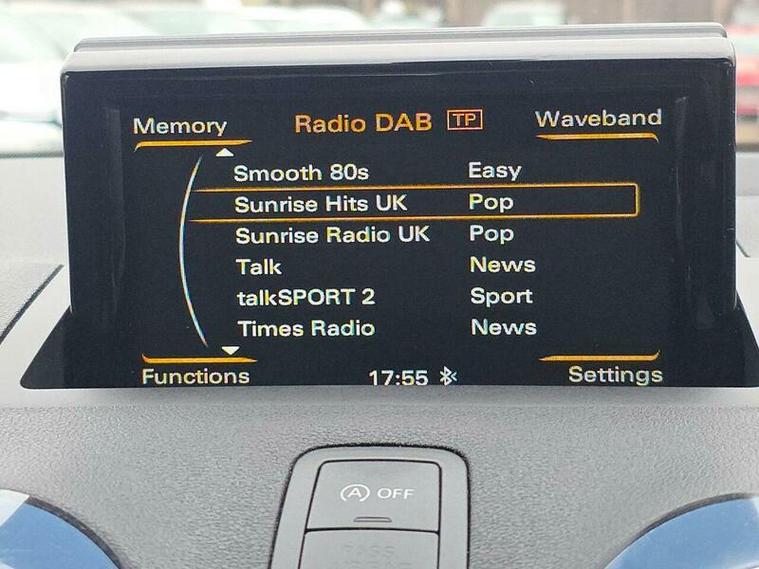 Memory Radio DAB TP Waveband
Smooth 80s Easy
Sunrise Hits UK Pop
Sunrise Radio UK Pop
Talk News
talkSPORT 2 Sport
Times Radio News
Functions 17:55 Settings
A OFF